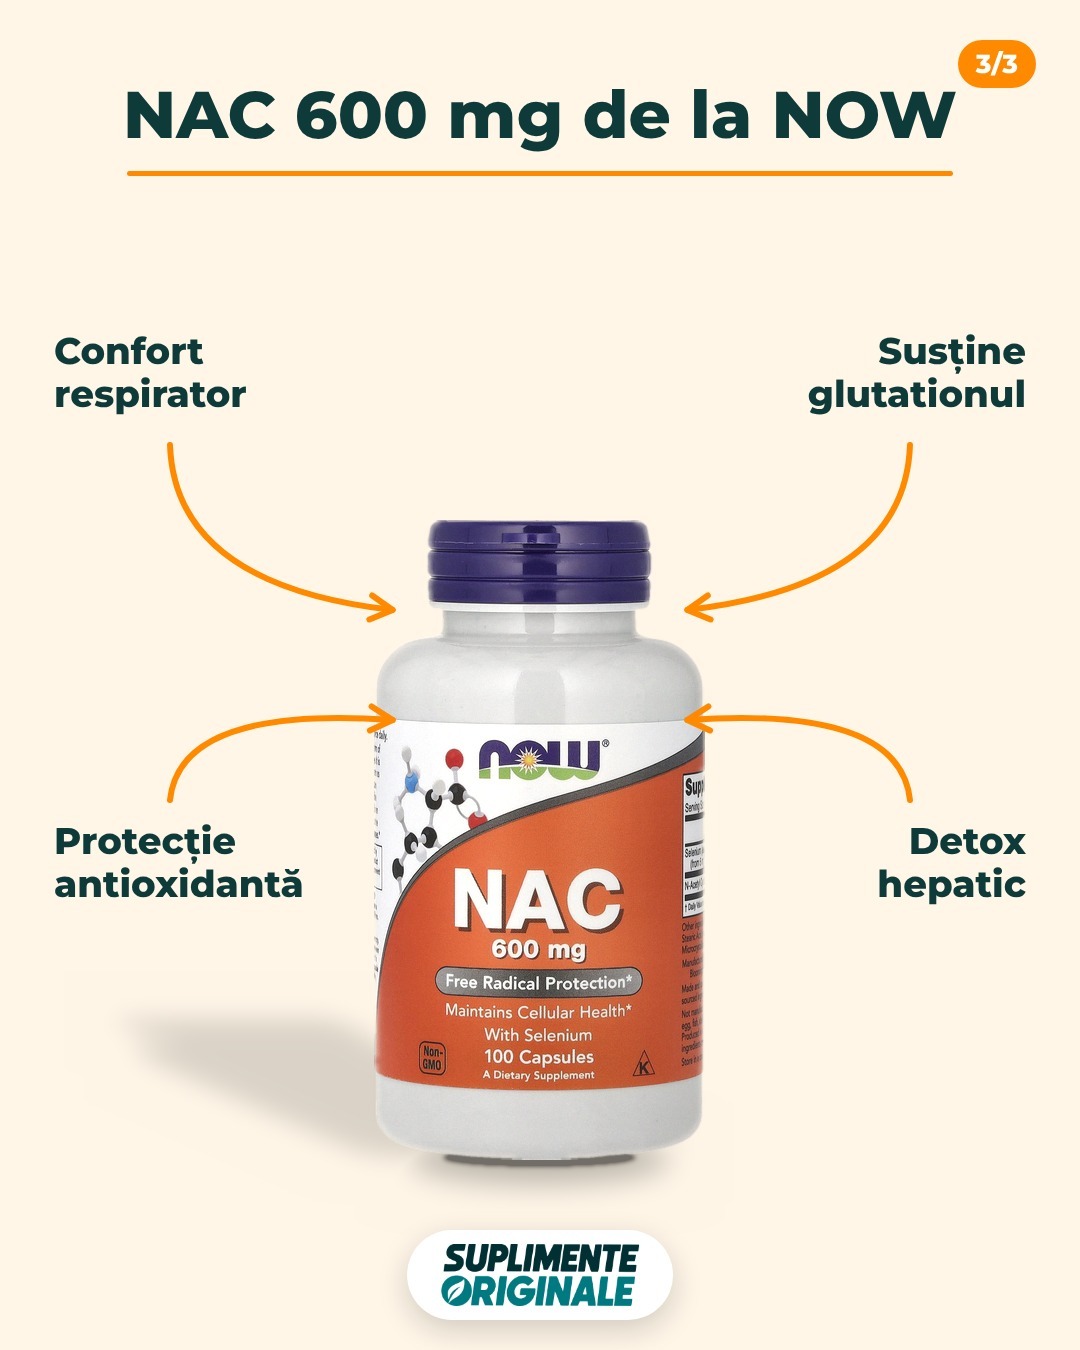 3/3
NAC 600 mg de la NOW
Confort
respirator
Susține
glutationul
NOW®
Protecție
antioxidantă
Detox
hepatic
NAC
600 mg
Free Radical Protection*
Maintains Cellular Health*
With Selenium
100 Capsules
A Dietary Supplement
Non-
GMO
K
SUPLIMENTE
ORIGINALE